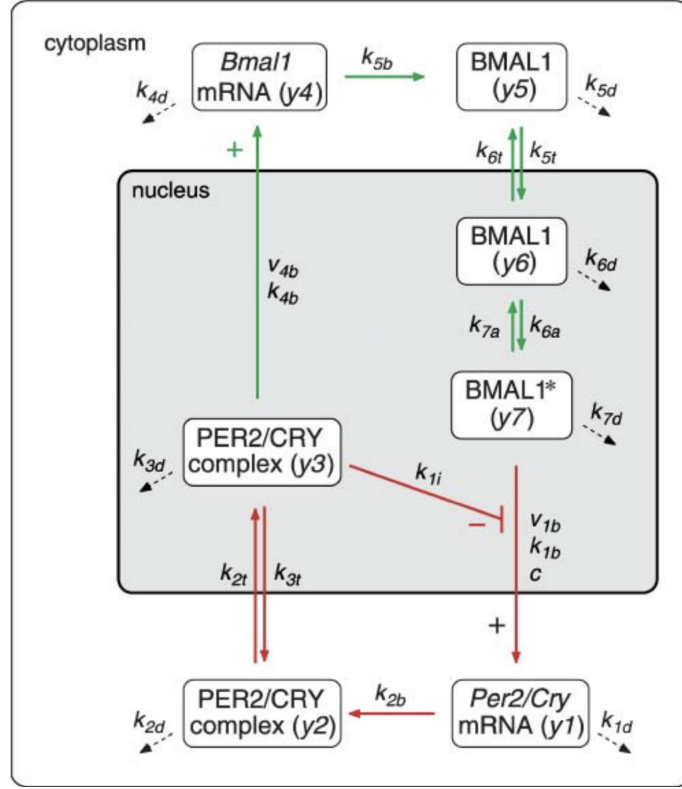 cytoplasm
Bmal1
mRNA (y4)
k5b
BMAL1
(y5)
k4d
k5d
+
k6t
k5t
nucleus
BMAL1
(y6)
k6d
v4b
k4b
k7a
k6a
BMAL1*
(y7)
k7d
PER2/CRY
complex (y3)
k3d
k1i
−
v1b
k1b
c
k2t
k3t
+
PER2/CRY
complex (y2)
k2b
Per2/Cry
mRNA (y1)
k2d
k1d